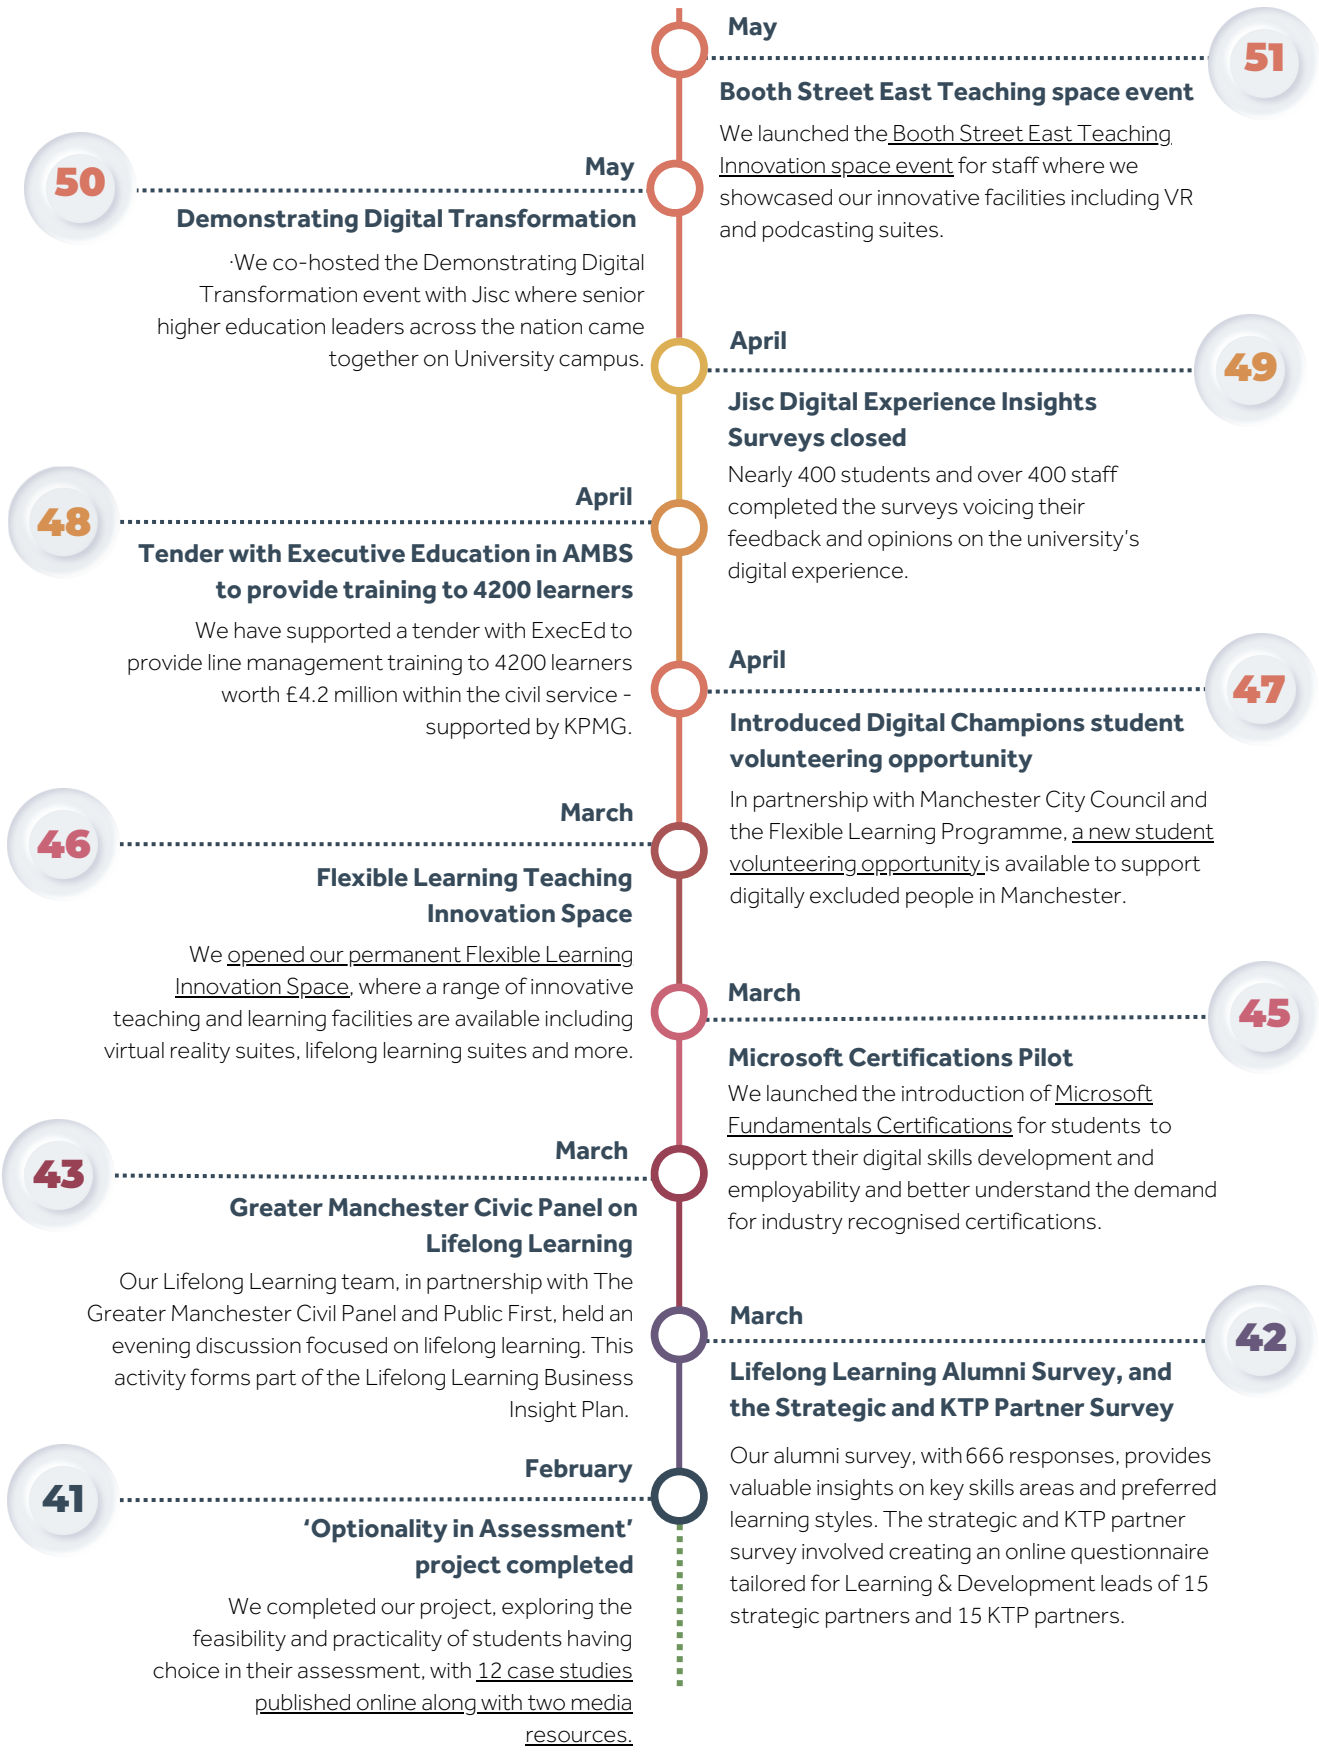 May
51
Booth Street East Teaching space event
We launched the Booth Street East Teaching
Innovation space event for staff where we
showcased our innovative facilities including VR
and podcasting suites.
50
May
Demonstrating Digital Transformation
·We co-hosted the Demonstrating Digital
Transformation event with Jisc where senior
higher education leaders across the nation came
together on University campus.
April
49
Jisc Digital Experience Insights
Surveys closed
Nearly 400 students and over 400 staff
completed the surveys voicing their
feedback and opinions on the university's
digital experience.
48
April
Tender with Executive Education in AMBS
to provide training to 4200 learners
We have supported a tender with ExecEd to
provide line management training to 4200 learners
worth £4.2 million within the civil service -
supported by KPMG.
April
47
Introduced Digital Champions student
volunteering opportunity
In partnership with Manchester City Council and
the Flexible Learning Programme, a new student
volunteering opportunity is available to support
digitally excluded people in Manchester.
46
March
Flexible Learning Teaching
Innovation Space
We opened our permanent Flexible Learning
Innovation Space, where a range of innovative
teaching and learning facilities are available including
virtual reality suites, lifelong learning suites and more.
March
45
Microsoft Certifications Pilot
We launched the introduction of Microsoft
Fundamentals Certifications for students to
support their digital skills development and
employability and better understand the demand
for industry recognised certifications.
43
March
Greater Manchester Civic Panel on
Lifelong Learning
Our Lifelong Learning team, in partnership with The
Greater Manchester Civil Panel and Public First, held an
evening discussion focused on lifelong learning. This
activity forms part of the Lifelong Learning Business
Insight Plan.
March
42
Lifelong Learning Alumni Survey, and
the Strategic and KTP Partner Survey
Our alumni survey, with 666 responses, provides
valuable insights on key skills areas and preferred
learning styles. The strategic and KTP partner
survey involved creating an online questionnaire
tailored for Learning & Development leads of 15
strategic partners and 15 KTP partners.
41
February
‘Optionality in Assessment’
project completed
We completed our project, exploring the
feasibility and practicality of students having
choice in their assessment, with 12 case studies
published online along with two media
resources.